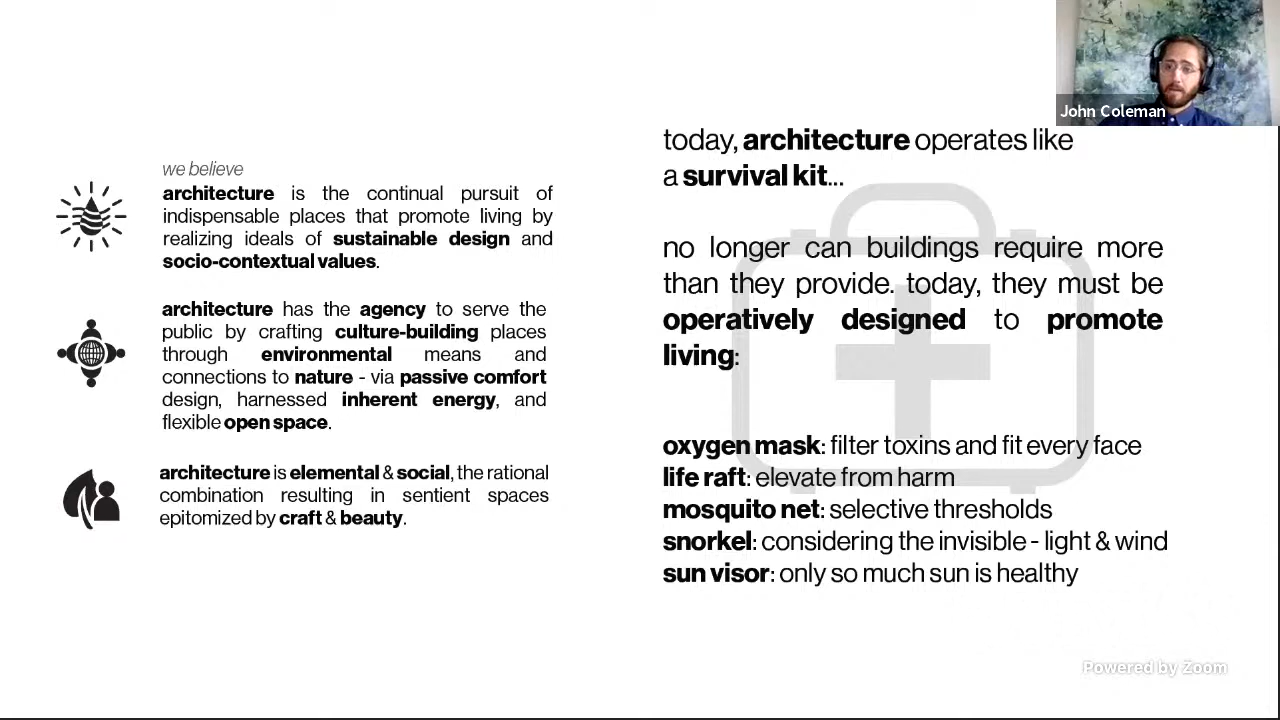 we believe
architecture is the continual pursuit of
indispensable places that promote living by
realizing ideals of sustainable design and
socio-contextual values.
architecture has the agency to serve the
public by crafting culture-building places
through environmental means and
connections to nature - via passive comfort
design, harnessed inherent energy, and
flexible open space.
architecture is elemental & social, the rational
combination resulting in sentient spaces
epitomized by craft & beauty.
today, architecture operates like
a survival kit...
no longer can buildings require more
than they provide. today, they must be
operatively designed to promote
living:
oxygen mask: filter toxins and fit every face
life raft: elevate from harm
mosquito net: selective thresholds
snorkel: considering the invisible - light & wind
sun visor: only so much sun is healthy
John Coleman
Powered by Zoom